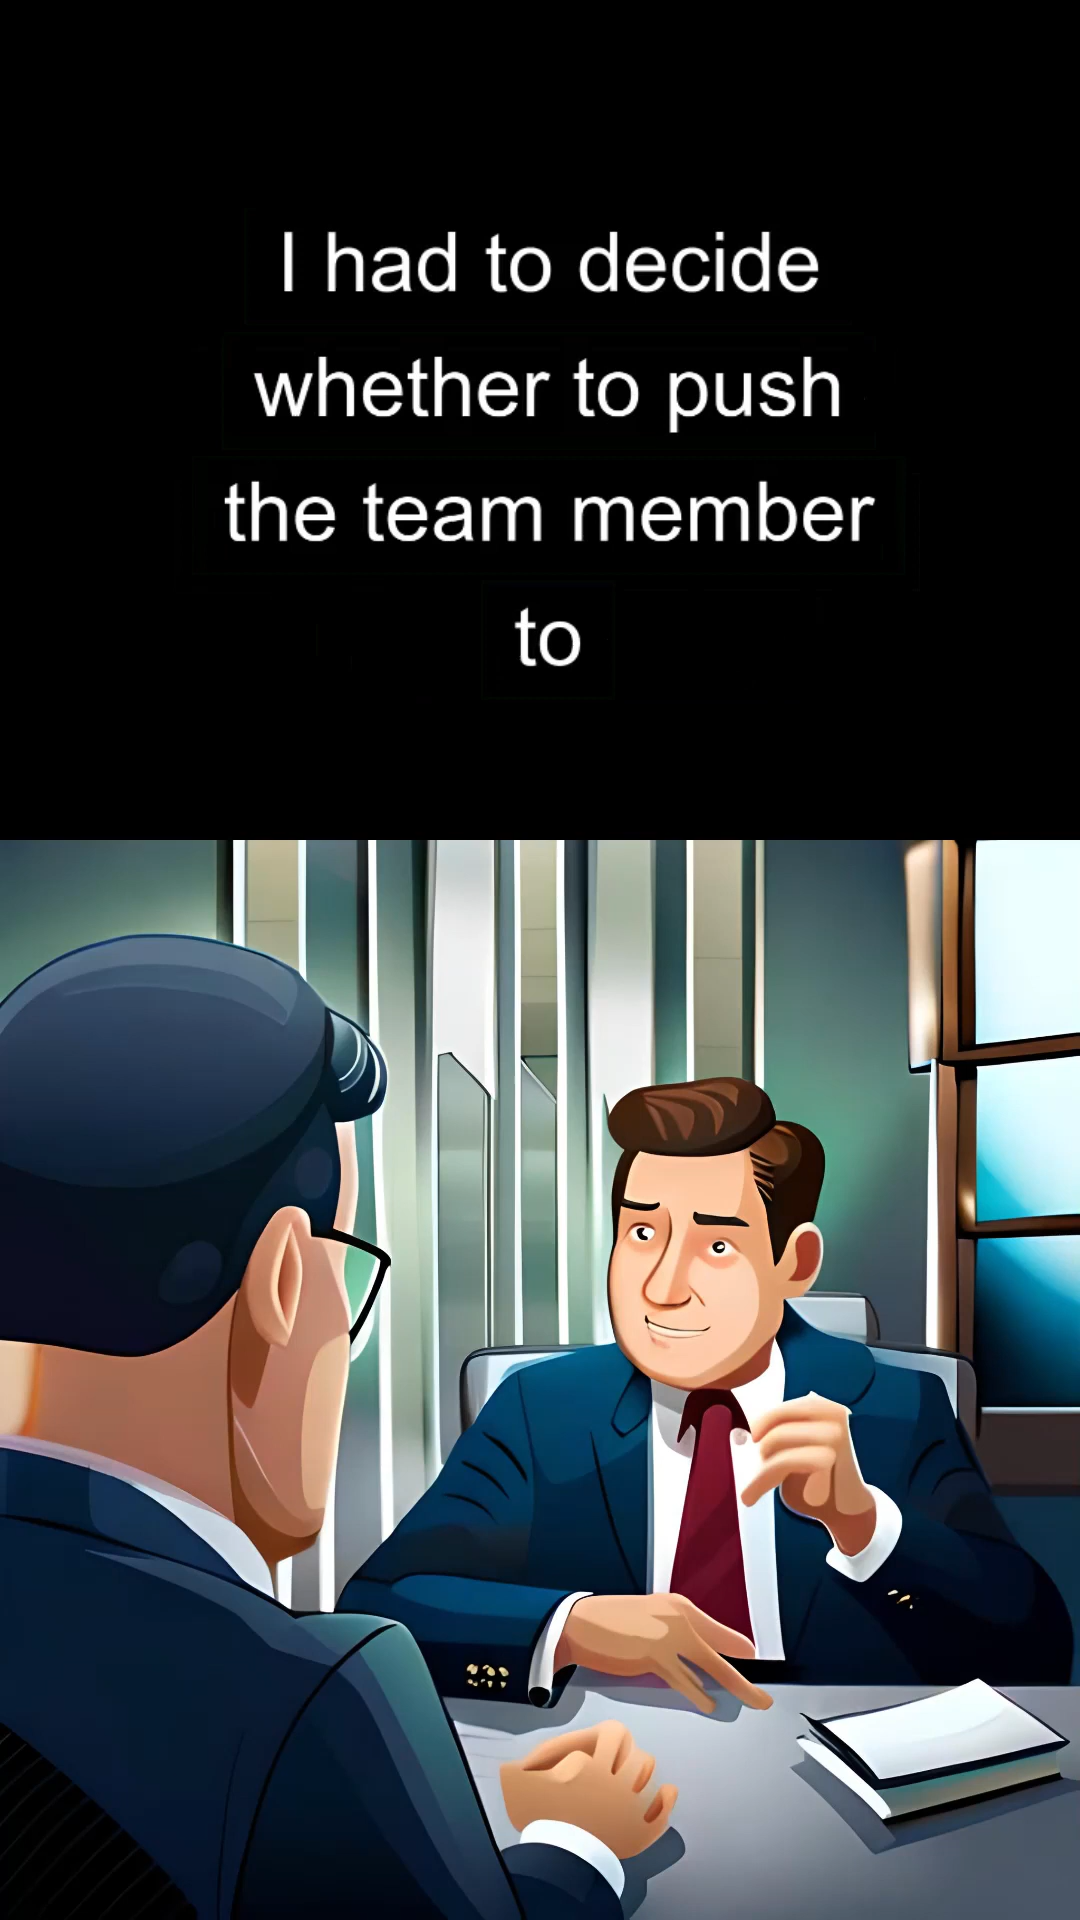 I had to decide
whether to push
the team member
to